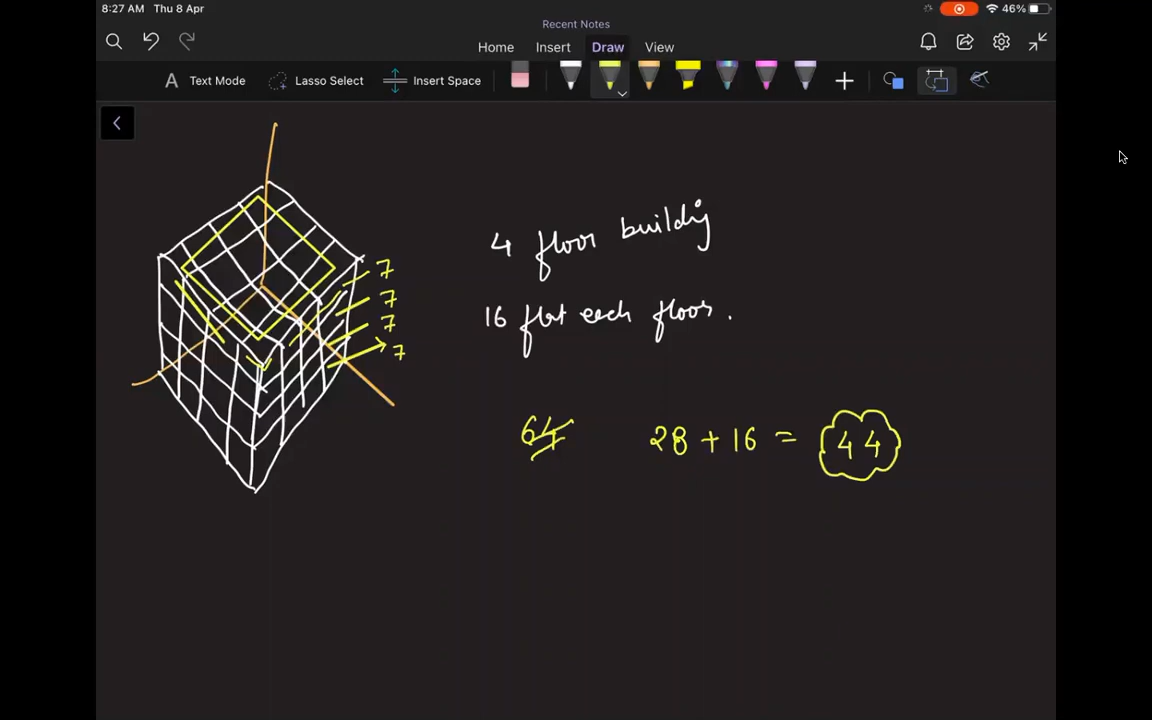 8:27 AM Thu 8 Apr
46%
Recent Notes
Home Insert Draw View
Text Mode Lasso Select Insert Space
7
7
7
7
4 floor building
16 flat each floor.
64
28 + 16 = 44